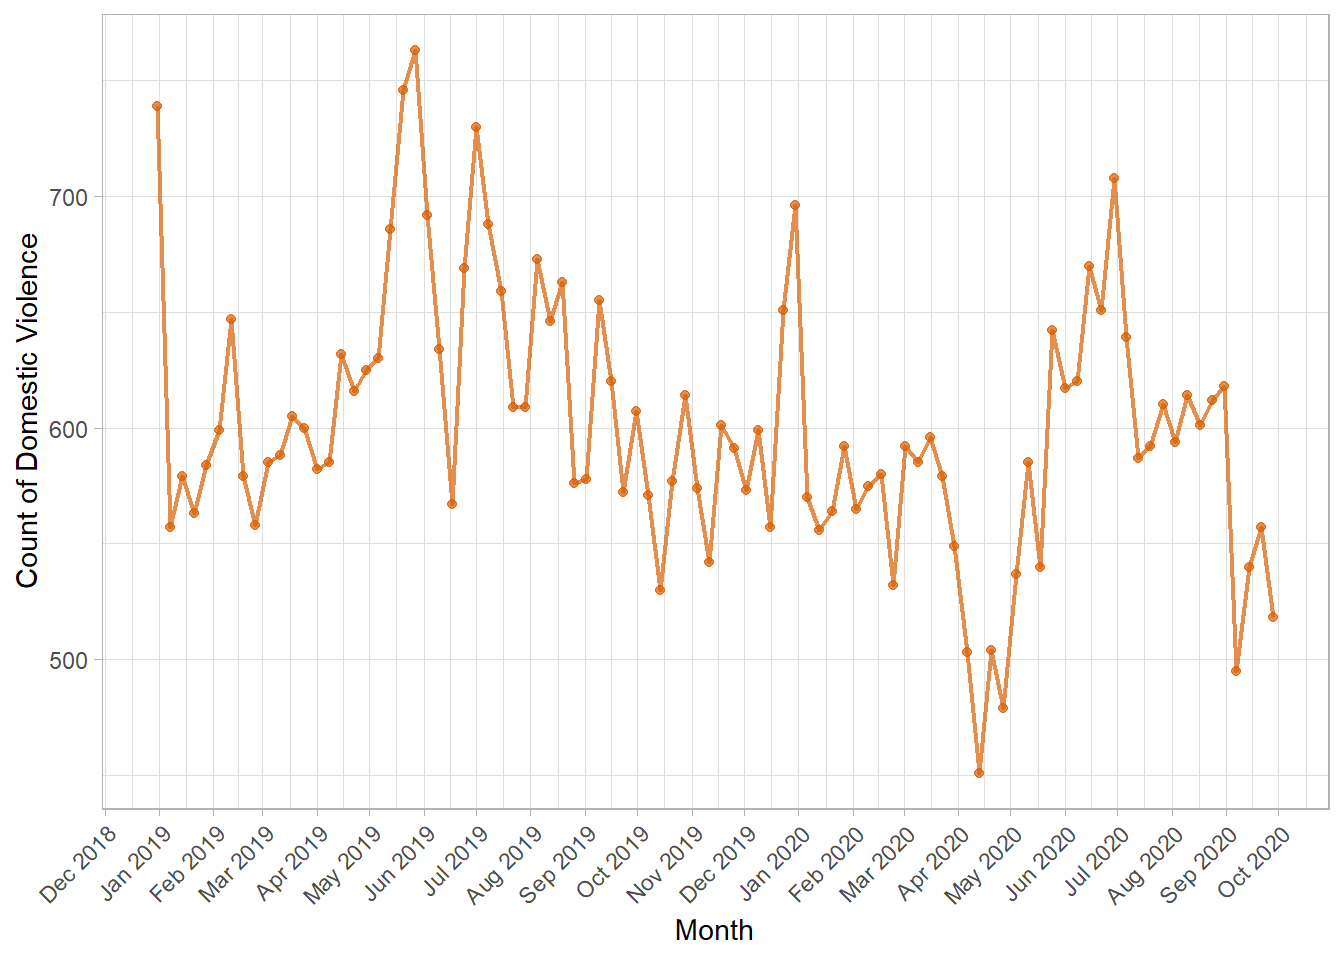 Count of Domestic Violence
700
600
500
Dec 2018
Jan 2019
Feb 2019
Mar 2019
Apr 2019
May 2019
Jun 2019
Jul 2019
Aug 2019
Sep 2019
Oct 2019
Nov 2019
Dec 2019
Jan 2020
Feb 2020
Mar 2020
Apr 2020
May 2020
Jun 2020
Jul 2020
Aug 2020
Sep 2020
Oct 2020
Month